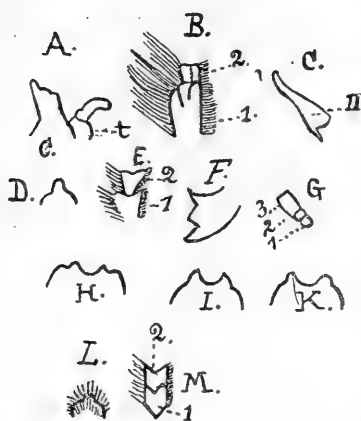 A.
B.
C.
2.
1.
t
II
C.
D.
E.
2
1
F.
G
3
2
1
H.
I.
K.
L.
2.
M.
1